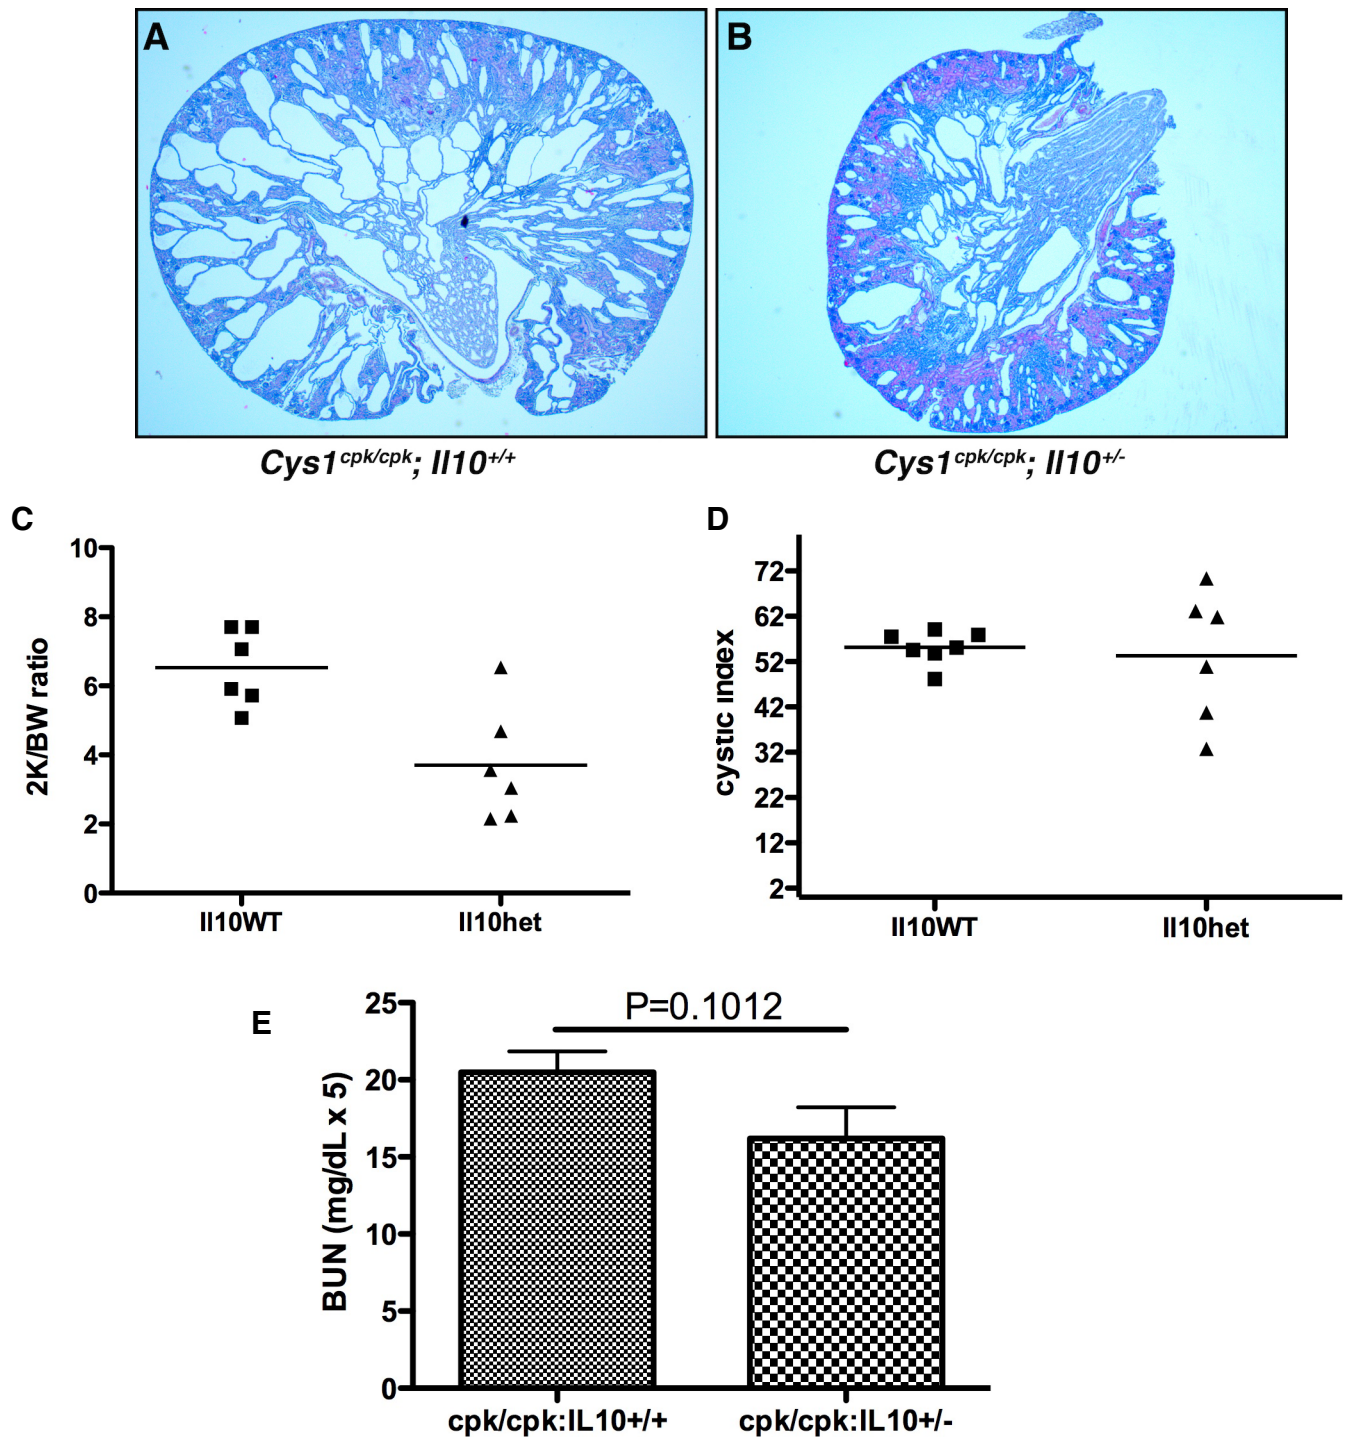 A
B
Cys1cpk/cpk; Il10+/+
Cys1cpk/cpk; Il10+/-
C
D
10
8
6
4
2
0
2K/BW ratio
Il10WT
Il10het
72
62
52
42
32
22
12
2
cystic index
Il10WT
Il10het
E
P=0.1012
25
20
15
10
5
0
BUN (mg/dL x 5)
cpk/cpk:IL10+/+
cpk/cpk:IL10+/-